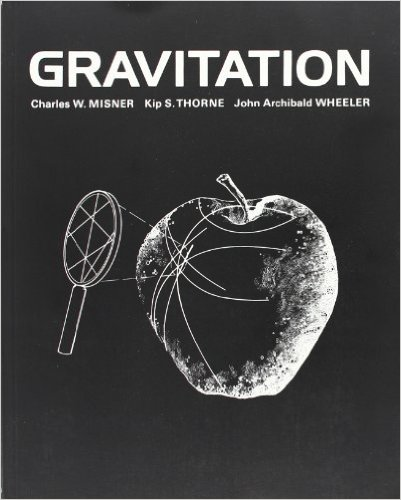 GRAVITATION
Charles W. MISNER Kip S. THORNE John Archibald WHEELER